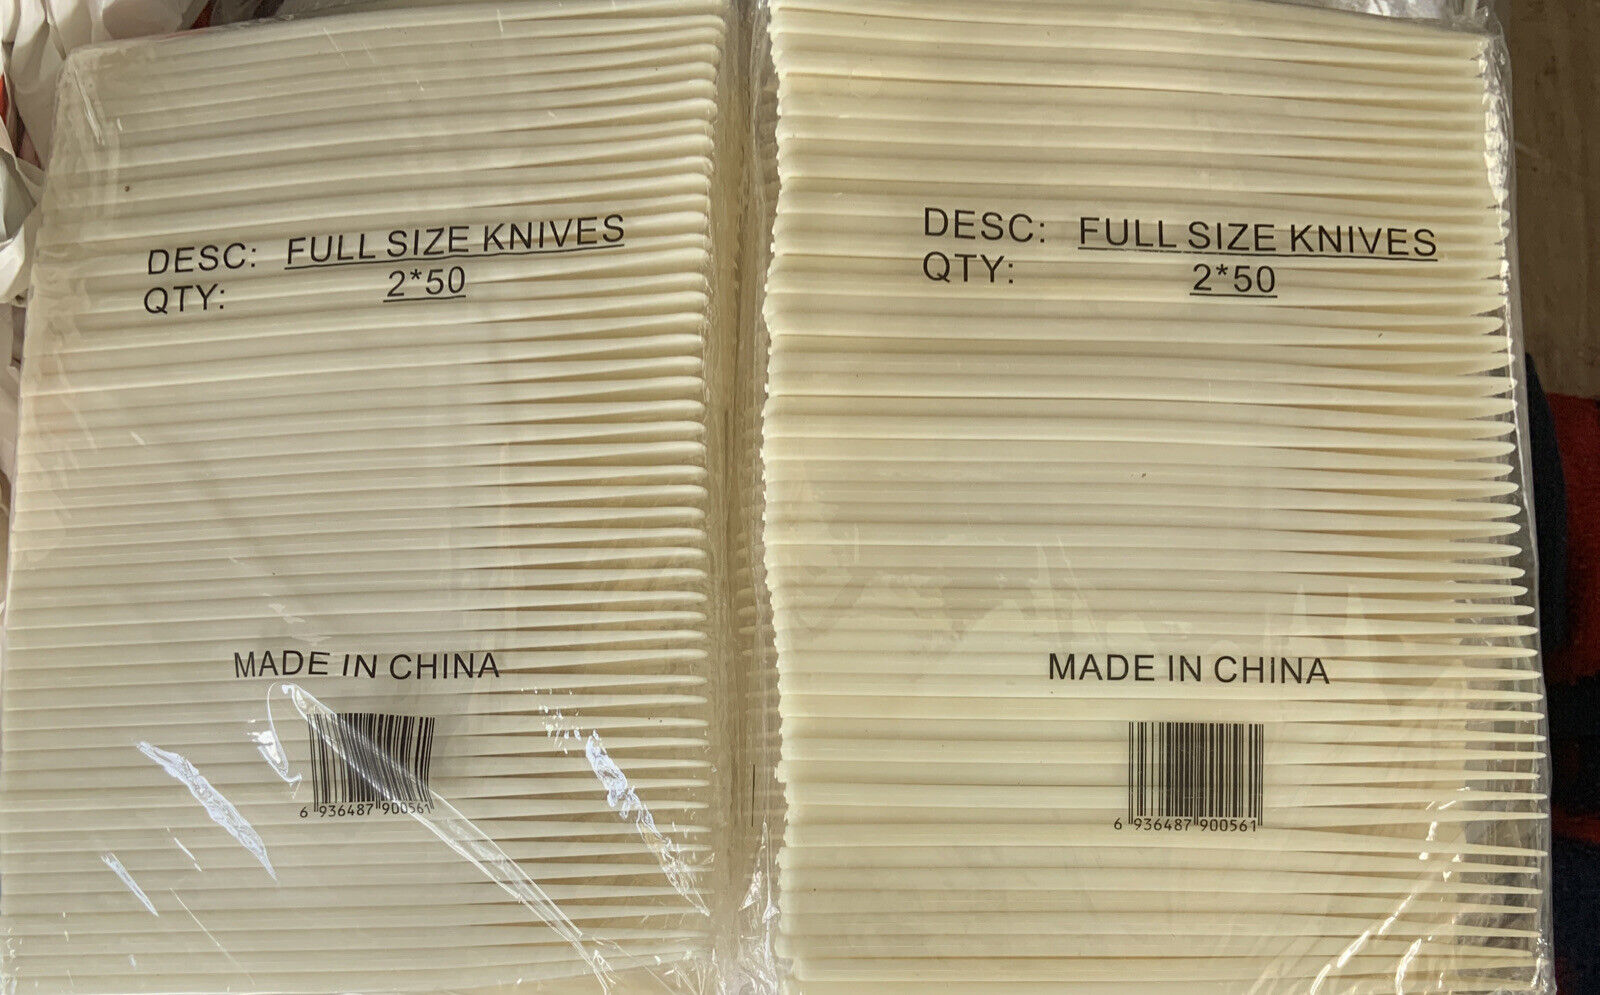 DESC: FULL SIZE KNIVES
QTY: 2*50
MADE IN CHINA
6 936487 900561
DESC: FULL SIZE KNIVES
QTY: 2*50
MADE IN CHINA
6 936487 900561